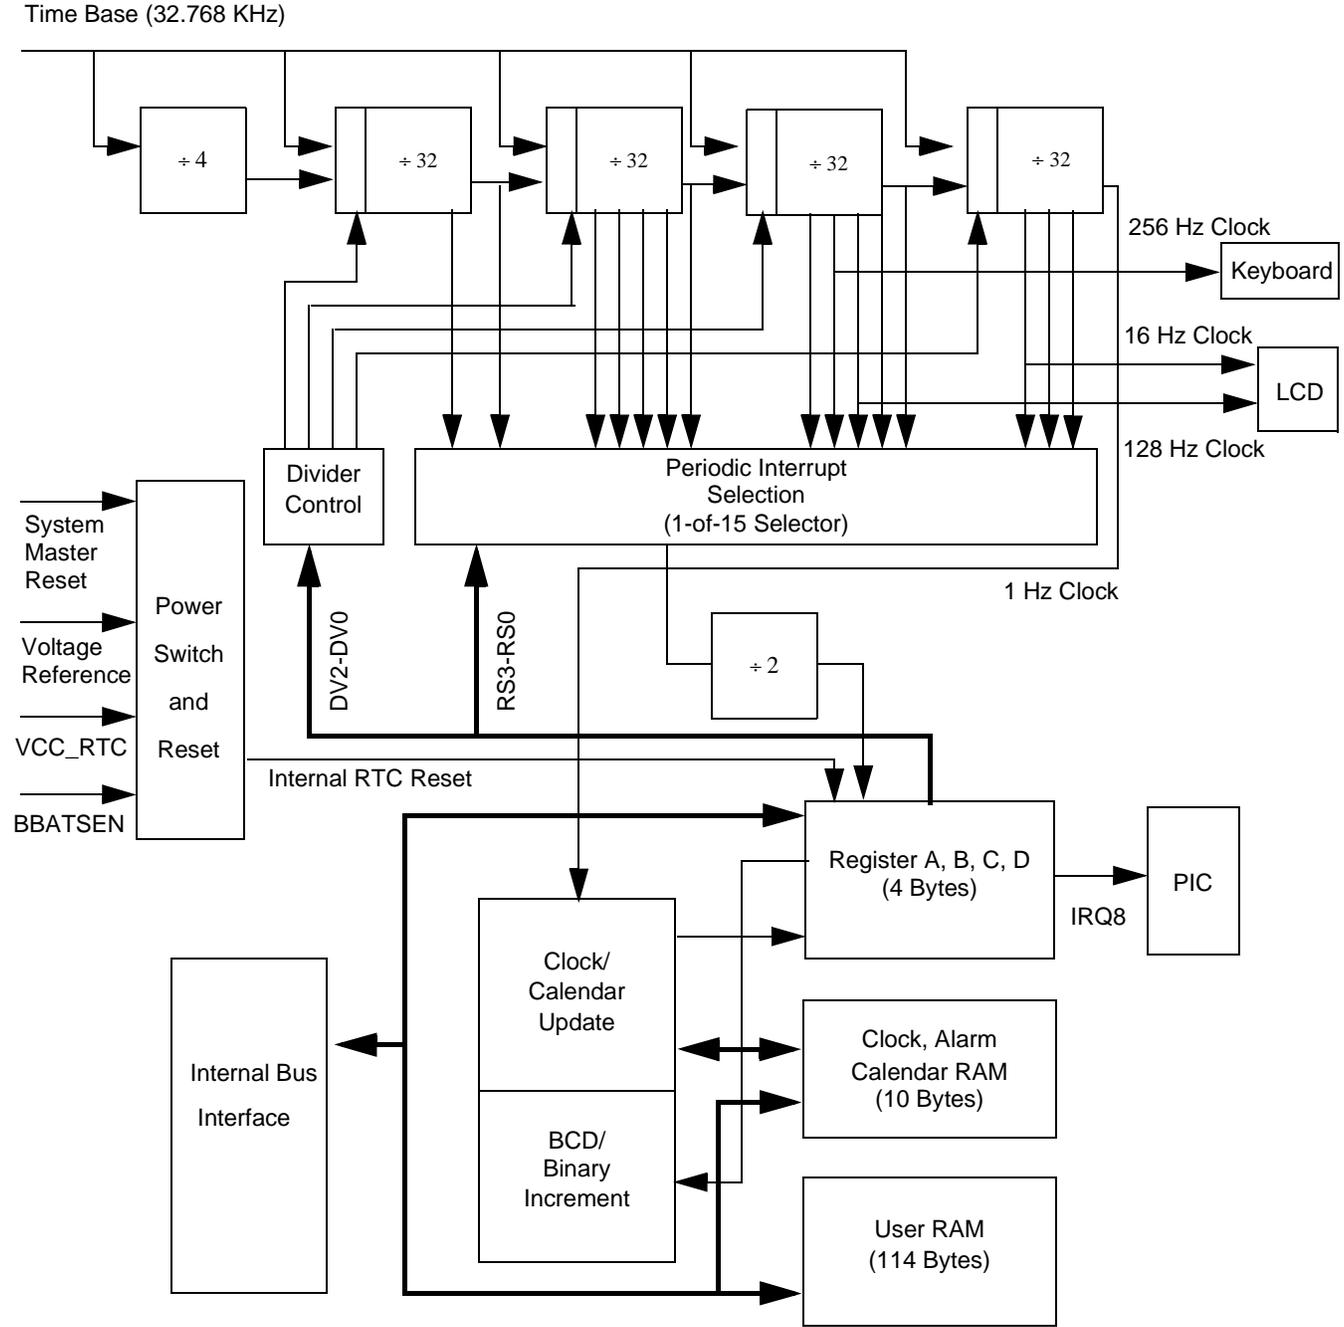 Time Base (32.768 KHz)
÷ 4
÷ 32
÷ 32
÷ 32
÷ 32
256 Hz Clock
Keyboard
16 Hz Clock
LCD
128 Hz Clock
Divider
Control
Periodic Interrupt
Selection
(1-of-15 Selector)
System
Master
Reset
Voltage
Reference
VCC_RTC
BBATSEN
Power
Switch
and
Reset
DV2-DV0
RS3-RS0
1 Hz Clock
÷ 2
Internal RTC Reset
Register A, B, C, D
(4 Bytes)
IRQ8
PIC
Clock/
Calendar
Update
BCD/
Binary
Increment
Internal Bus
Interface
Clock, Alarm
Calendar RAM
(10 Bytes)
User RAM
(114 Bytes)